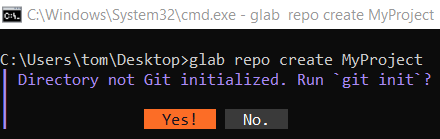 C:\Windows\System32\cmd.exe - glab  repo create MyProject
C:\Users\tom\Desktop>glab repo create MyProject
Directory not Git initialized. Run `git init`?
Yes! No.